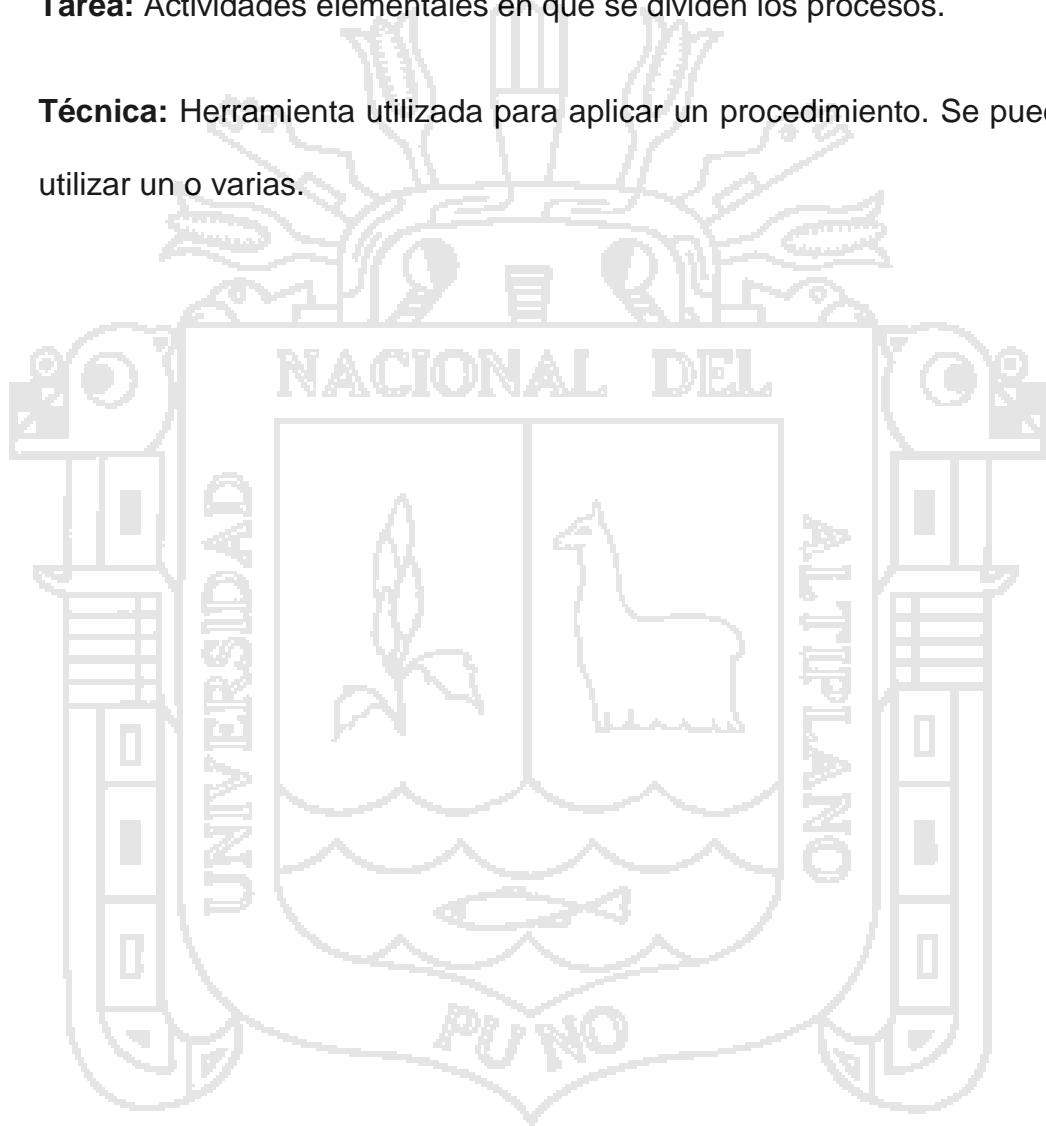 Tarea: Actividades elementales en que se dividen los procesos.
Técnica: Herramienta utilizada para aplicar un procedimiento. Se pue
utilizar un o varias.
NACIONAL DEL
UNIVERSIDAD
ALTIPLANO
PUNO